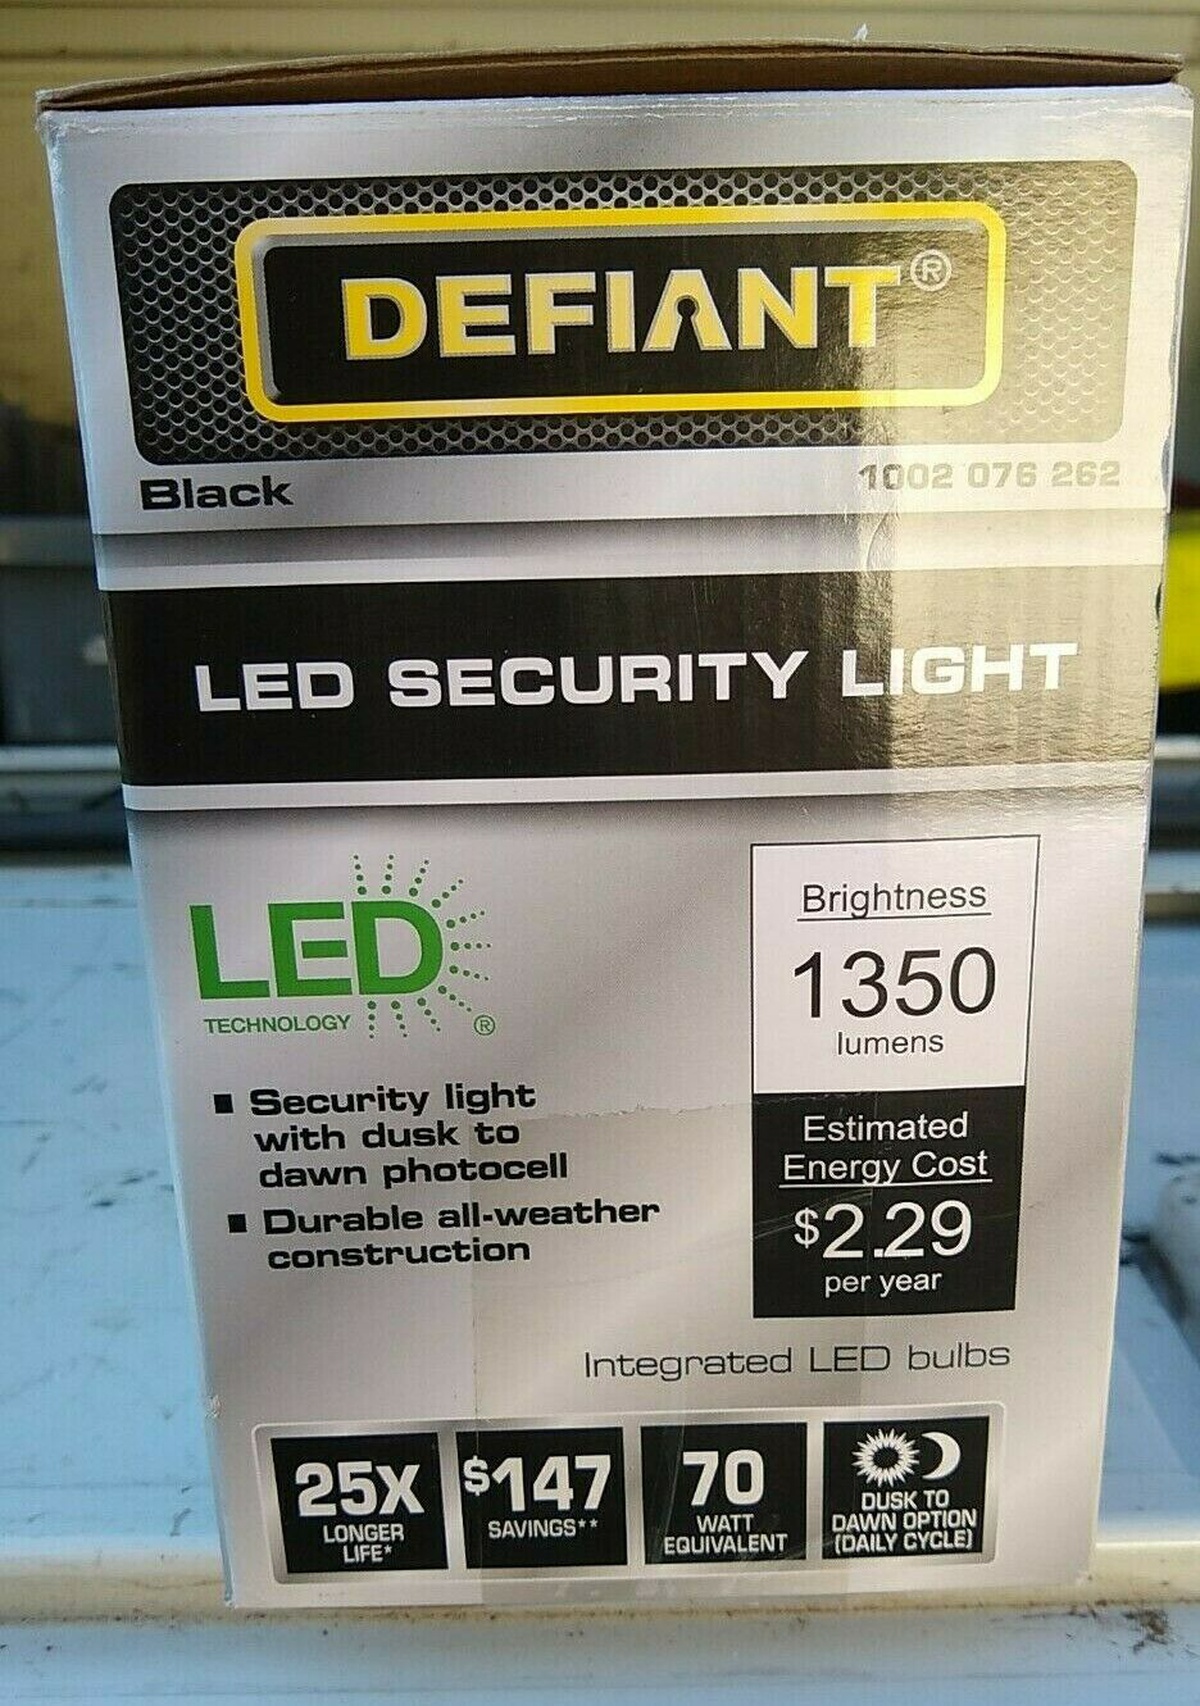 DEFIANT®
Black
1002 076 262
LED SECURITY LIGHT
LED
TECHNOLOGY ®
■ Security light
with dusk to
dawn photocell
■ Durable all-weather
construction
Brightness
1350
lumens
Estimated
Energy Cost
$2.29
per year
Integrated LED bulbs
25X
LONGER
LIFE*
$147
SAVINGS**
70
WATT
EQUIVALENT
DUSK TO
DAWN OPTION
(DAILY CYCLE)